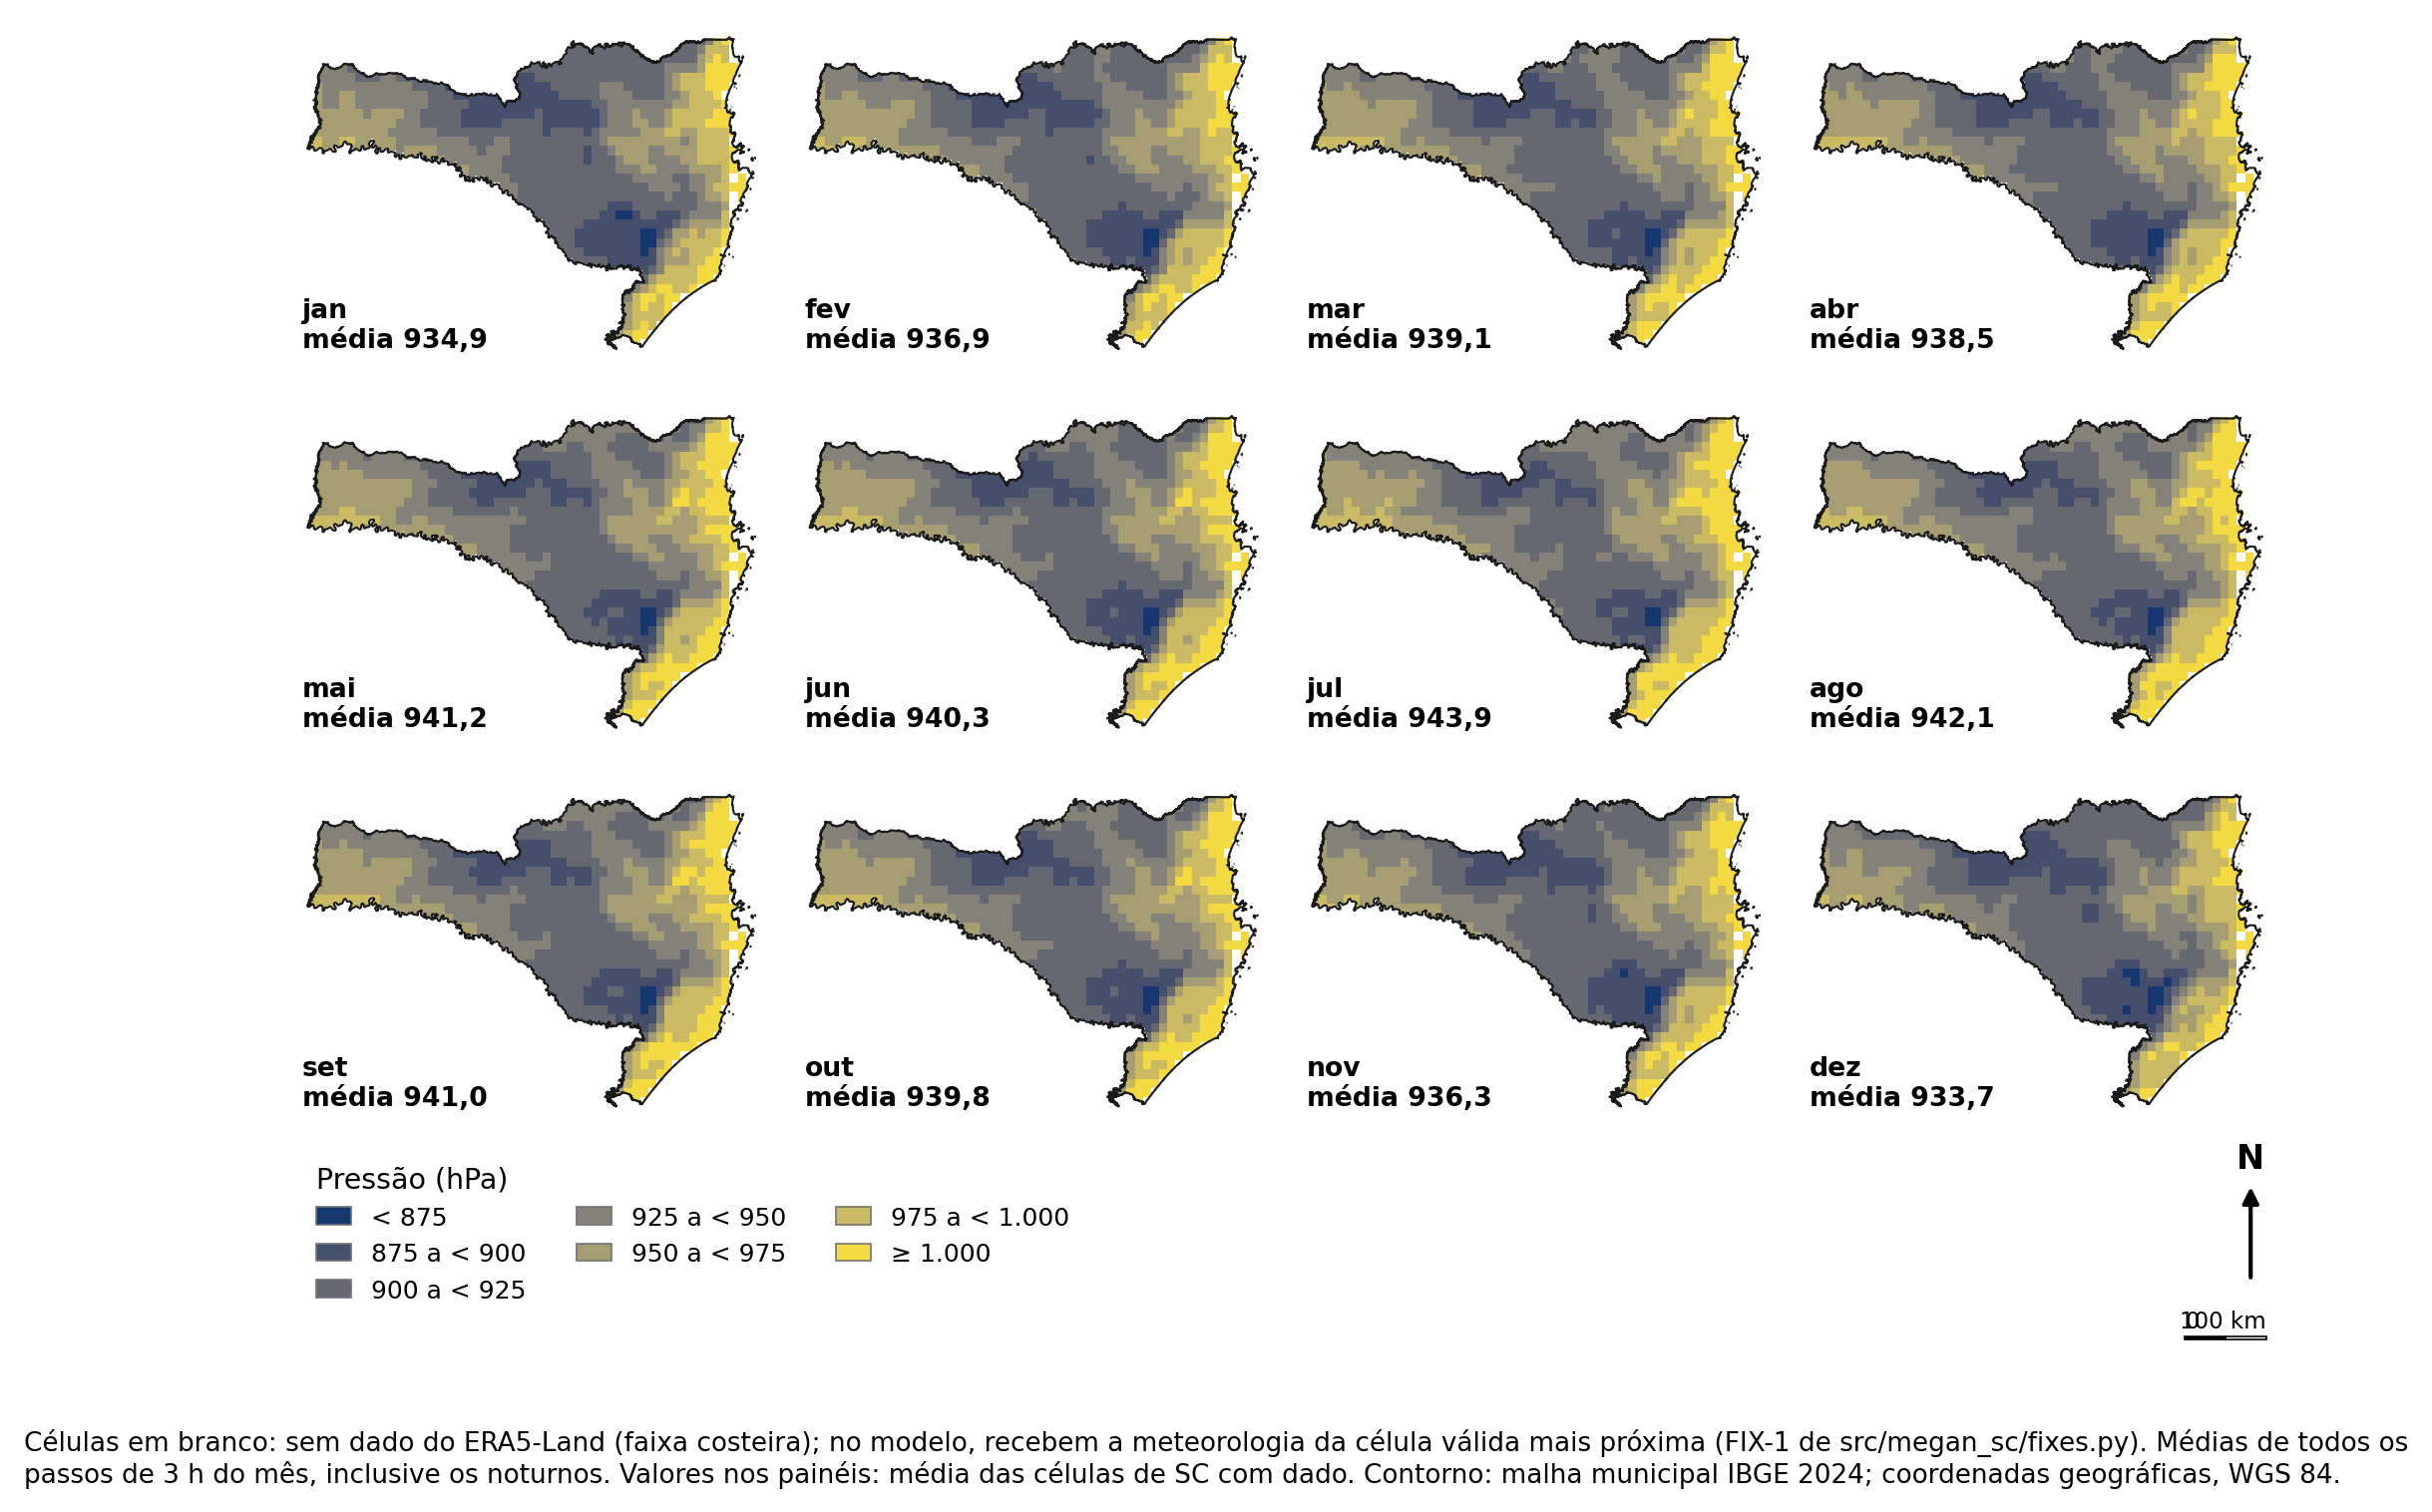 jan
média 934,9
fev
média 936,9
mar
média 939,1
abr
média 938,5
mai
média 941,2
jun
média 940,3
jul
média 943,9
ago
média 942,1
set
média 941,0
out
média 939,8
nov
média 936,3
dez
média 933,7
Pressão (hPa)
< 875
875 a < 900
900 a < 925
925 a < 950
950 a < 975
975 a < 1.000
≥ 1.000
N
0
100 km
Células em branco: sem dado do ERA5-Land (faixa costeira); no modelo, recebem a meteorologia da célula válida mais próxima (FIX-1 de src/megan_sc/fixes.py). Médias de todos os
passos de 3 h do mês, inclusive os noturnos. Valores nos painéis: média das células de SC com dado. Contorno: malha municipal IBGE 2024; coordenadas geográficas, WGS 84.